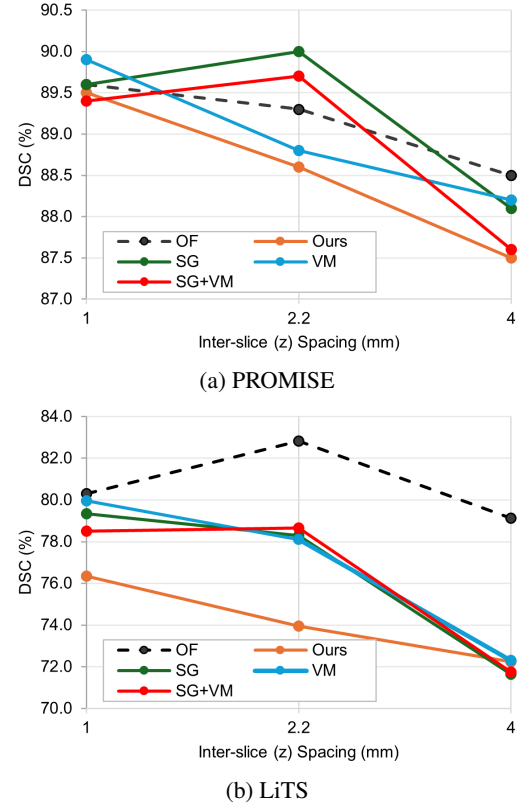 90.5
90.0
89.5
89.0
88.5
88.0
87.5
87.0
DSC (%)
OF Ours
SG VM
SG+VM
1 2.2 4
Inter-slice (z) Spacing (mm)
(a) PROMISE
84.0
82.0
80.0
78.0
76.0
74.0
72.0
70.0
DSC (%)
OF Ours
SG VM
SG+VM
1 2.2 4
Inter-slice (z) Spacing (mm)
(b) LiTS